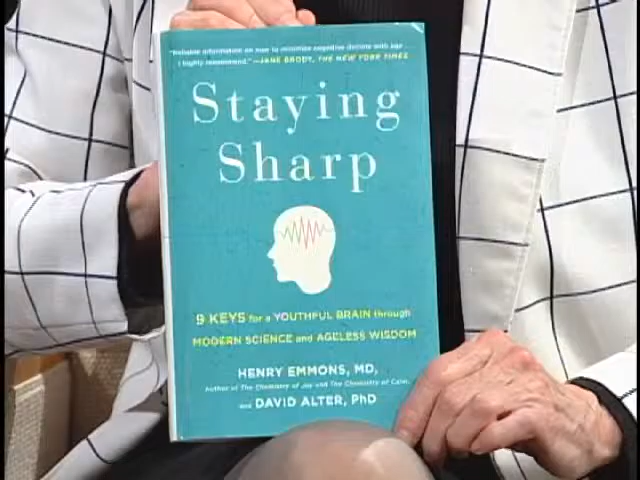 "Reliable information on how to minimize cognitive decline with age...
I highly recommend." —JANE BRODY, THE NEW YORK TIMES
Staying
Sharp
9 KEYS for a YOUTHFUL BRAIN through
MODERN SCIENCE and AGELESS WISDOM
HENRY EMMONS, MD,
Author of The Chemistry of Joy and The Chemistry of Calm,
and DAVID ALTER, PhD